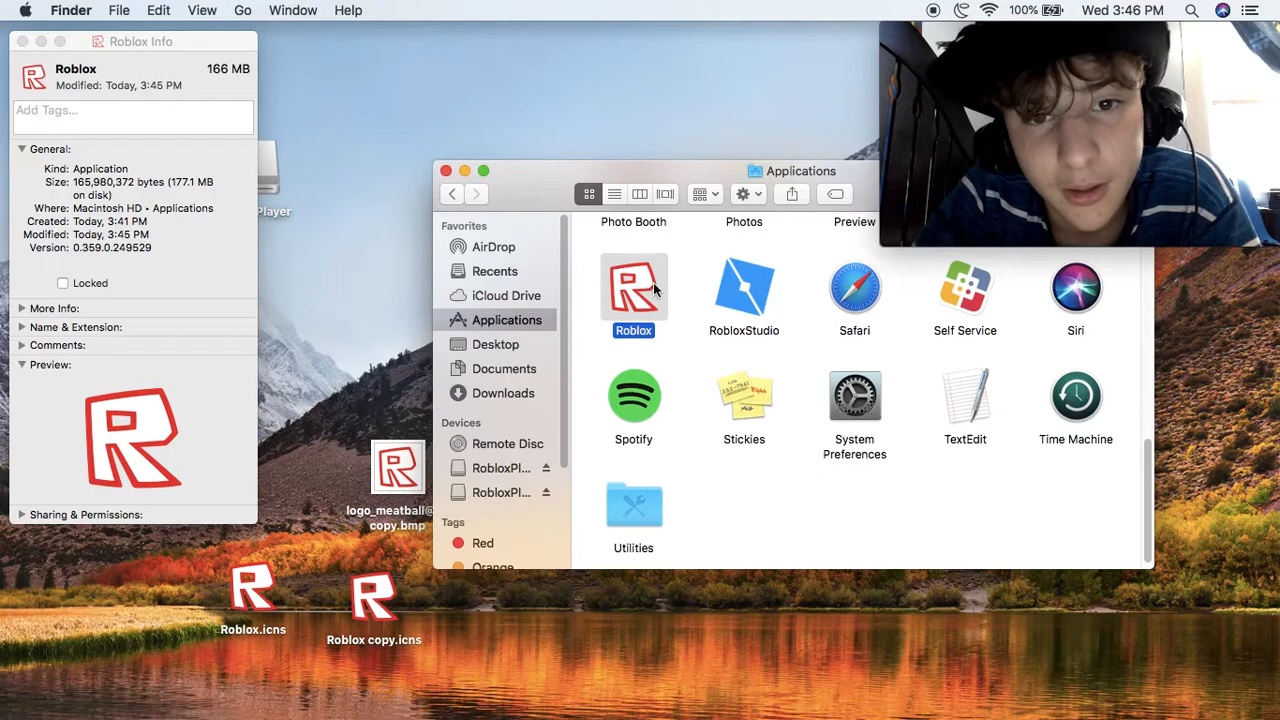 Finder File Edit View Go Window Help 100% Wed 3:46 PM
Roblox Info
Roblox 166 MB
Modified: Today, 3:45 PM
Add Tags...
General:
Kind: Application
Size: 165,980,372 bytes (177.1 MB
on disk)
Where: Macintosh HD • Applications
Created: Today, 3:41 PM
Modified: Today, 3:45 PM
Version: 0.359.0.249529
Locked
More Info:
Name & Extension:
Comments:
Preview:
Sharing & Permissions:
Player
logo_meatball@
copy.bmp
Roblox.icns
Roblox copy.icns
Applications
Favorites
AirDrop
Recents
iCloud Drive
Applications
Desktop
Documents
Downloads
Devices
Remote Disc
RobloxPl...
RobloxPl...
Tags
Red
Orange
Photo Booth Photos Preview
Roblox RobloxStudio Safari Self Service Siri
Spotify Stickies System
Preferences TextEdit Time Machine
Utilities